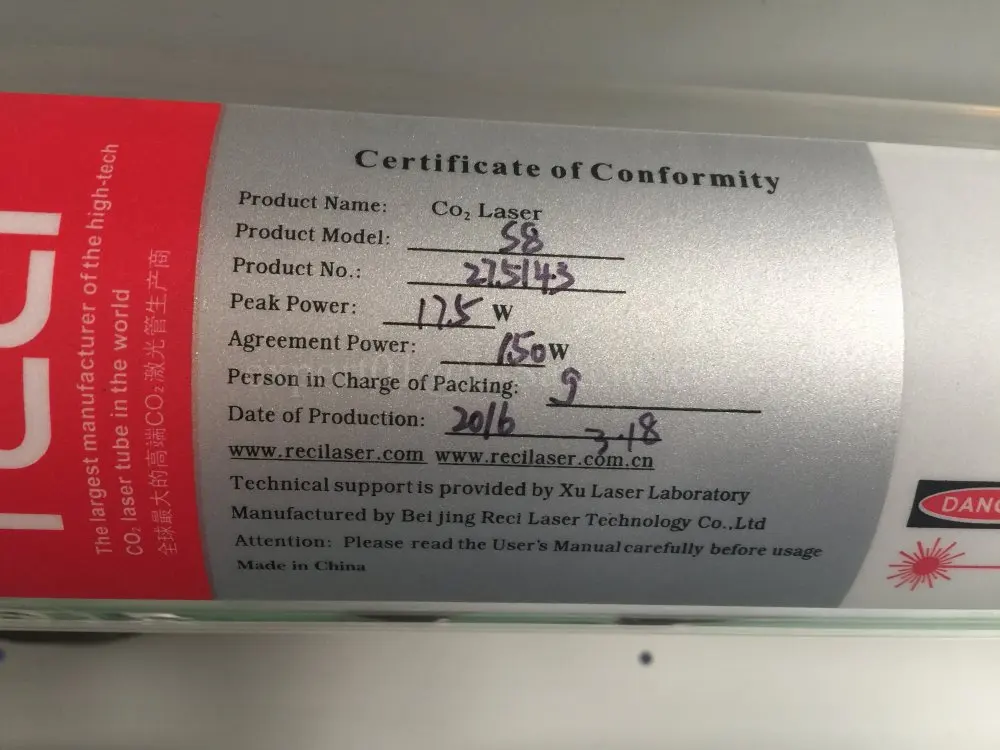 The largest manufacturer of the high-tech
CO₂ laser tube in the world
全球最大的高端CO₂激光管生产商
Certificate of Conformity
Product Name: Co₂ Laser
Product Model: S8
Product No.: 275143
Peak Power: 175 W
Agreement Power: 150 W
Person in Charge of Packing: 9
Date of Production: 2016 3.18
www.recilaser.com www.recilaser.com.cn
Technical support is provided by Xu Laser Laboratory
Manufactured by Beijing Reci Laser Technology Co.,Ltd
Attention: Please read the User's Manual carefully before usage
Made in China